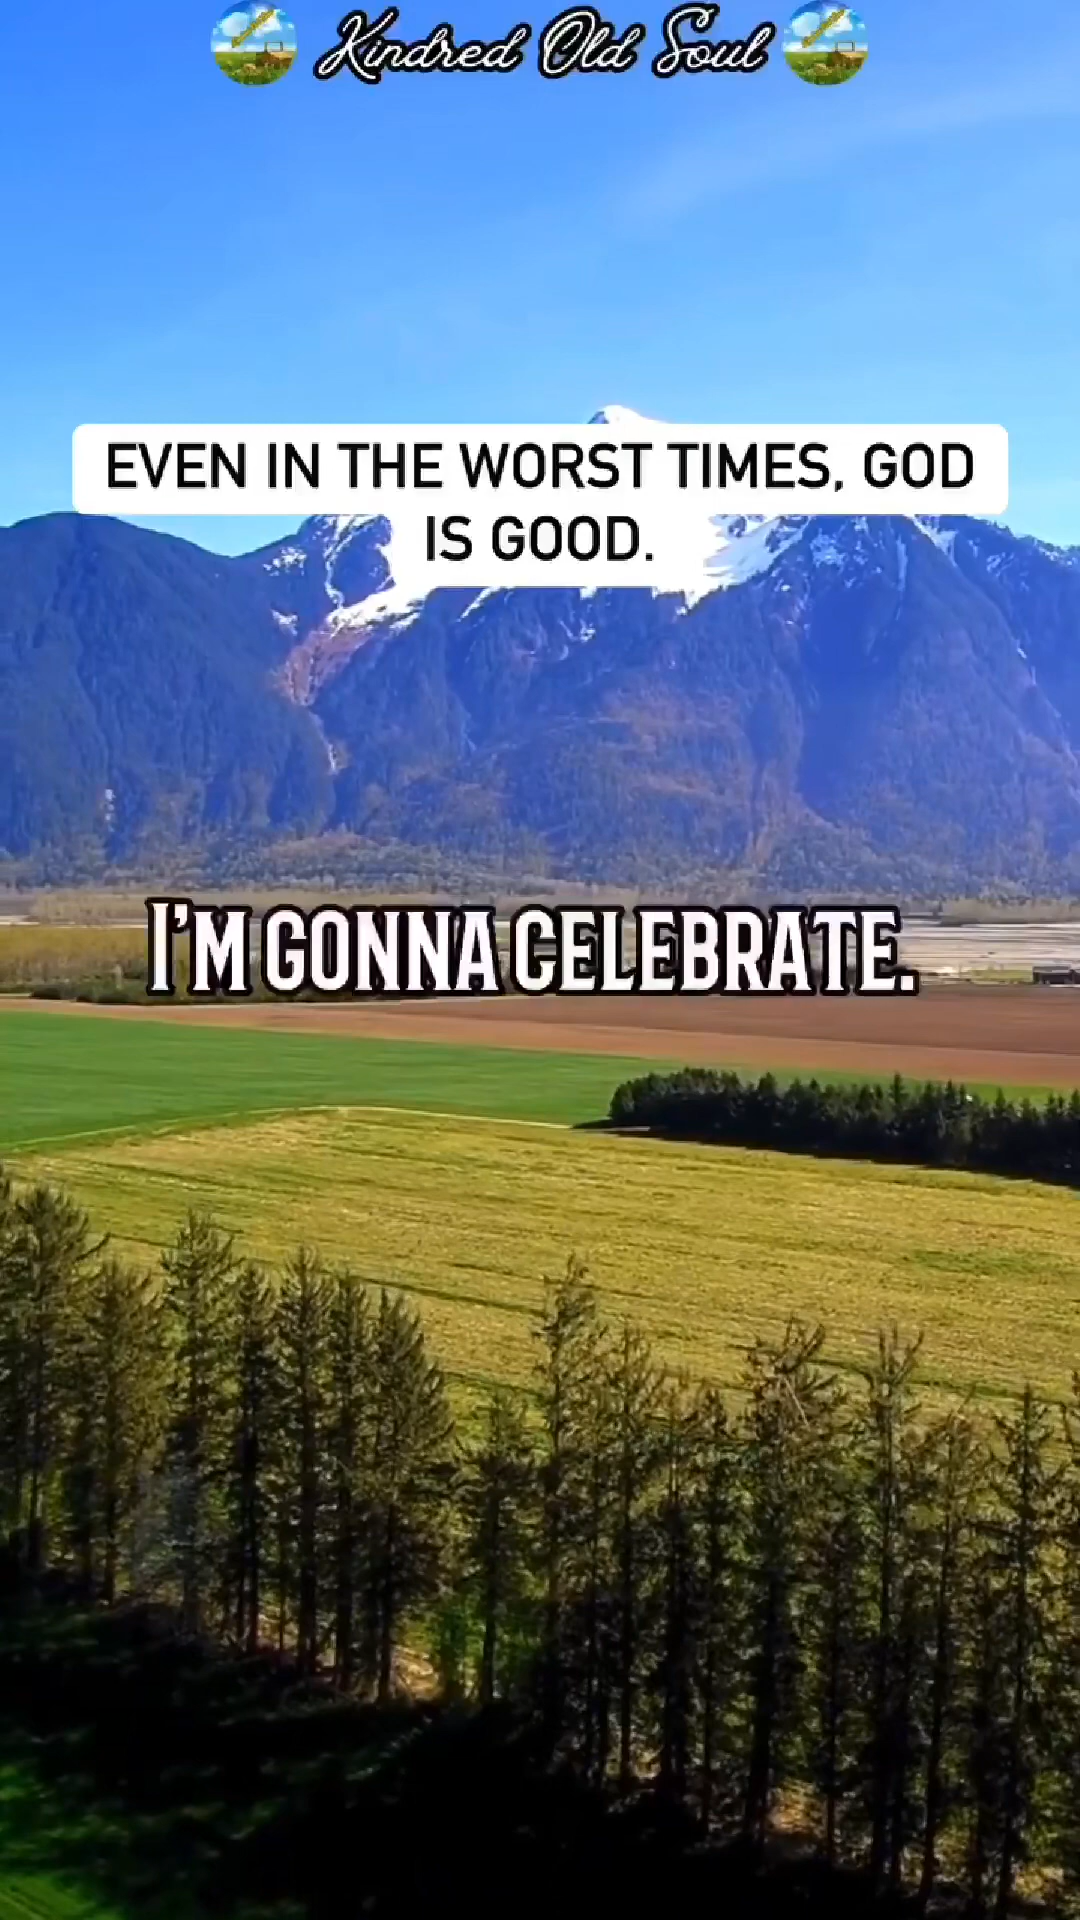 Kindred Old Soul
EVEN IN THE WORST TIMES, GOD
IS GOOD.
I'M GONNA CELEBRATE.